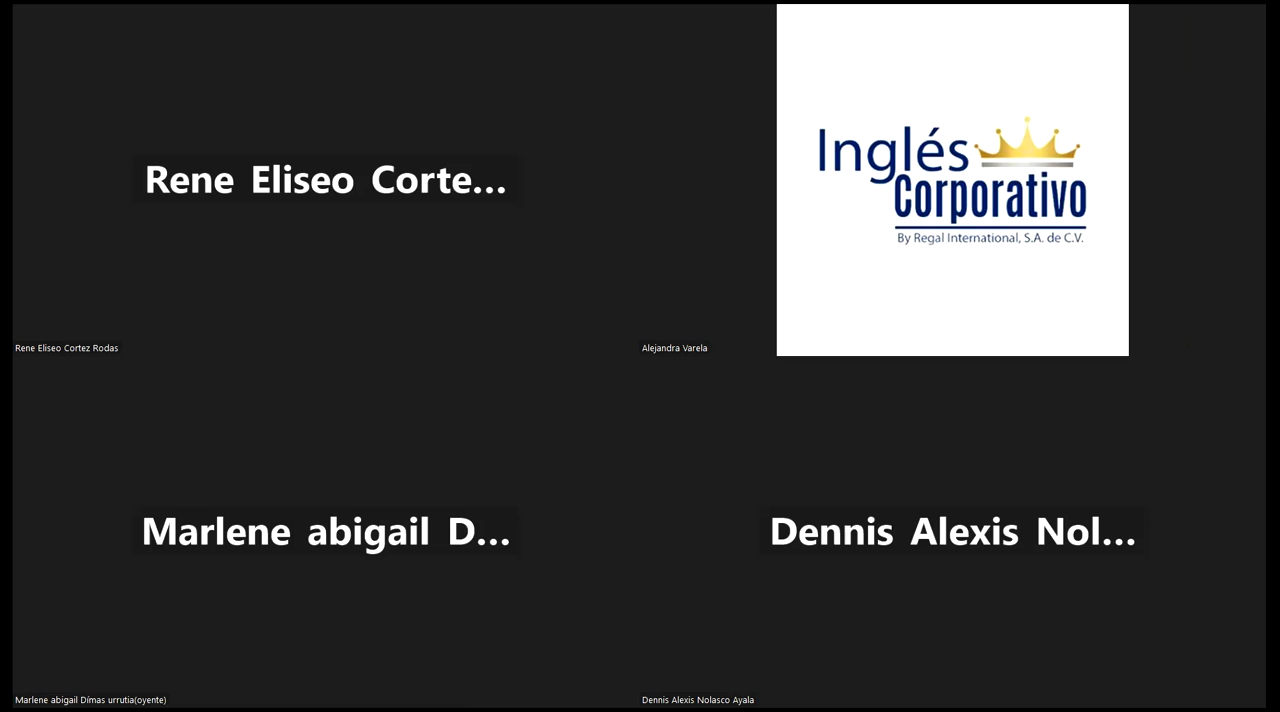 Rene Eliseo Corte...
Rene Eliseo Cortez Rodas
Inglés
Corporativo
By Regal International, S.A. de C.V.
Alejandra Varela
Marlene abigail D...
Marlene abigail Dímas urrutia(oyente)
Dennis Alexis Nol...
Dennis Alexis Nolasco Ayala